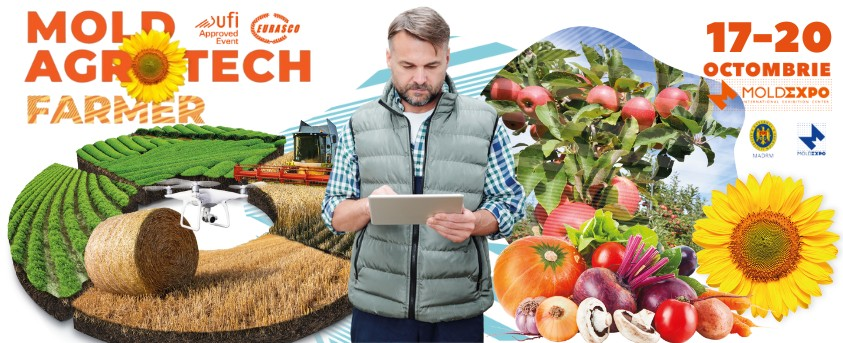 MOLD
AGROTECH
FARMER
ufi
Approved
Event
EURASCO
17-20
OCTOMBRIE
MOLDEXPO
INTERNATIONAL EXHIBITION CENTER
MADRM
MOLDEXPO